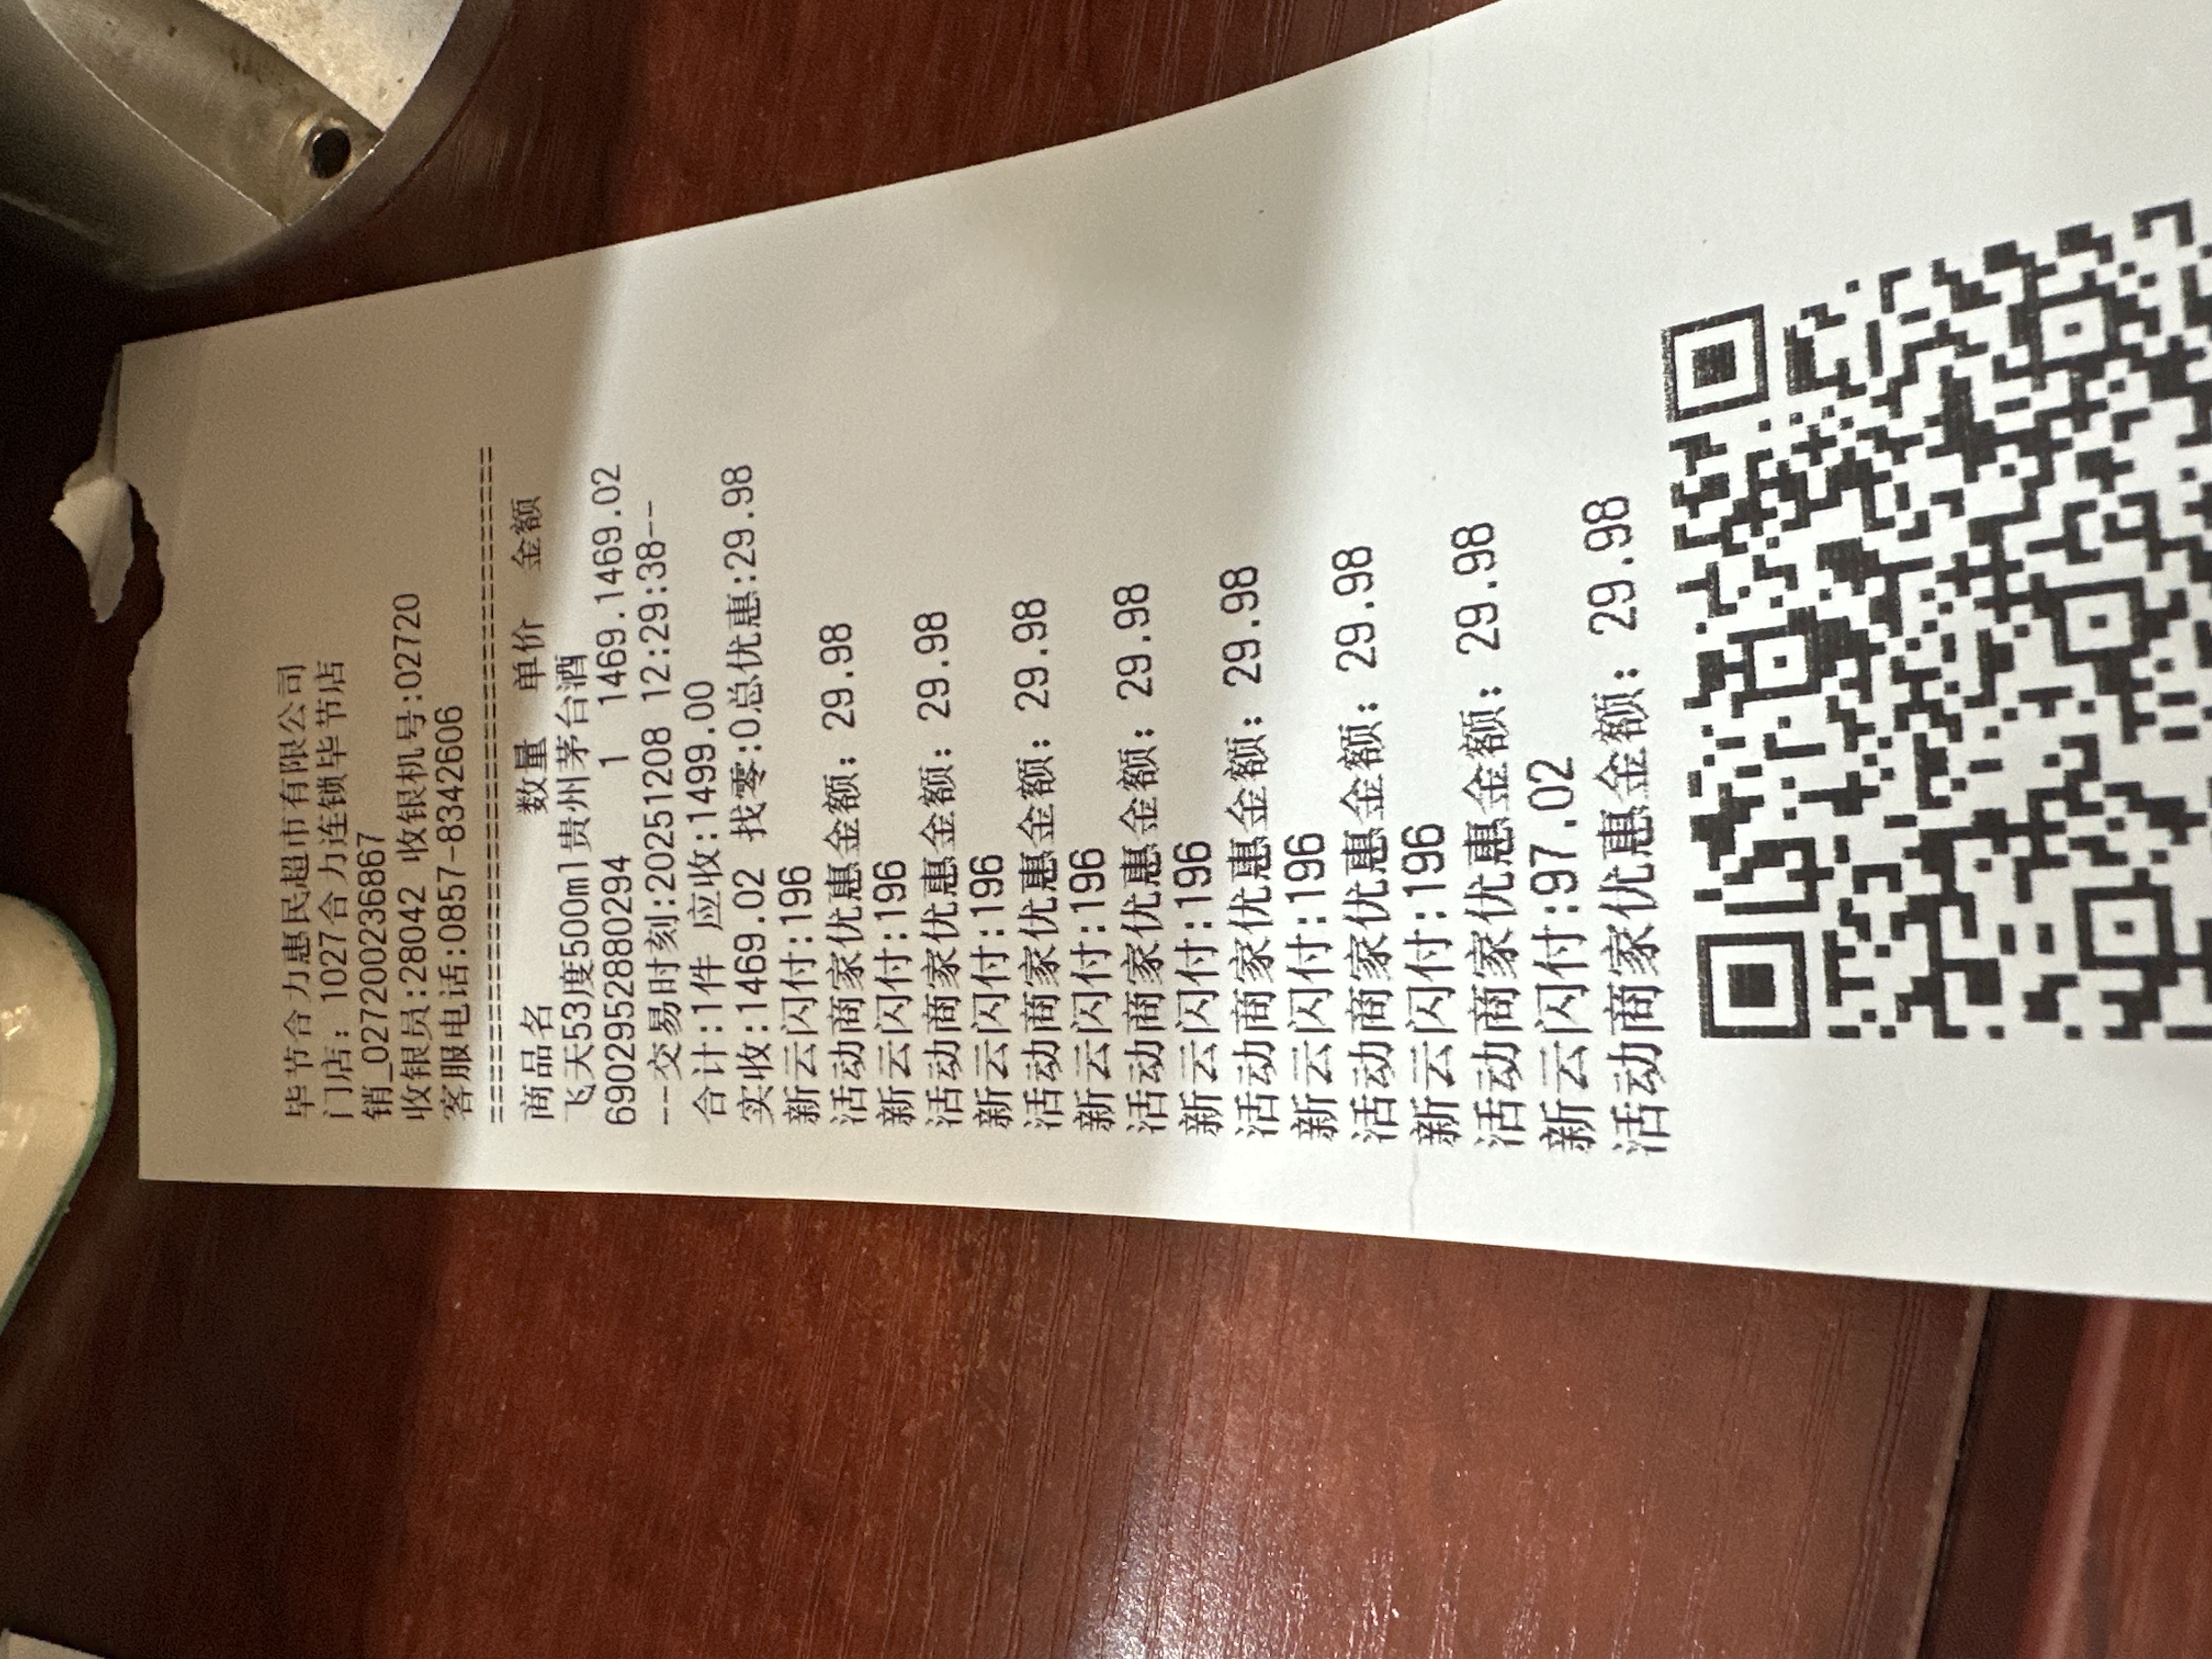 毕节合力惠民超市有限公司
门店: 1027合力连锁毕节店
销_027200236867
收银员:28042 收银机号:02720
客服电话:0857-8342606
================================
商品名 数量 单价 金额
飞天53度500ml贵州茅台酒
6902952880294 1 1469.1469.02
---交易时刻:20251208 12:29:38---
合计:1件 应收:1499.00
实收:1469.02 找零:0总优惠:29.98
新云闪付:196
活动商家优惠金额: 29.98
新云闪付:196
活动商家优惠金额: 29.98
新云闪付:196
活动商家优惠金额: 29.98
新云闪付:196
活动商家优惠金额: 29.98
新云闪付:196
活动商家优惠金额: 29.98
新云闪付:196
活动商家优惠金额: 29.98
新云闪付:196
活动商家优惠金额: 29.98
新云闪付:97.02
活动商家优惠金额: 29.98